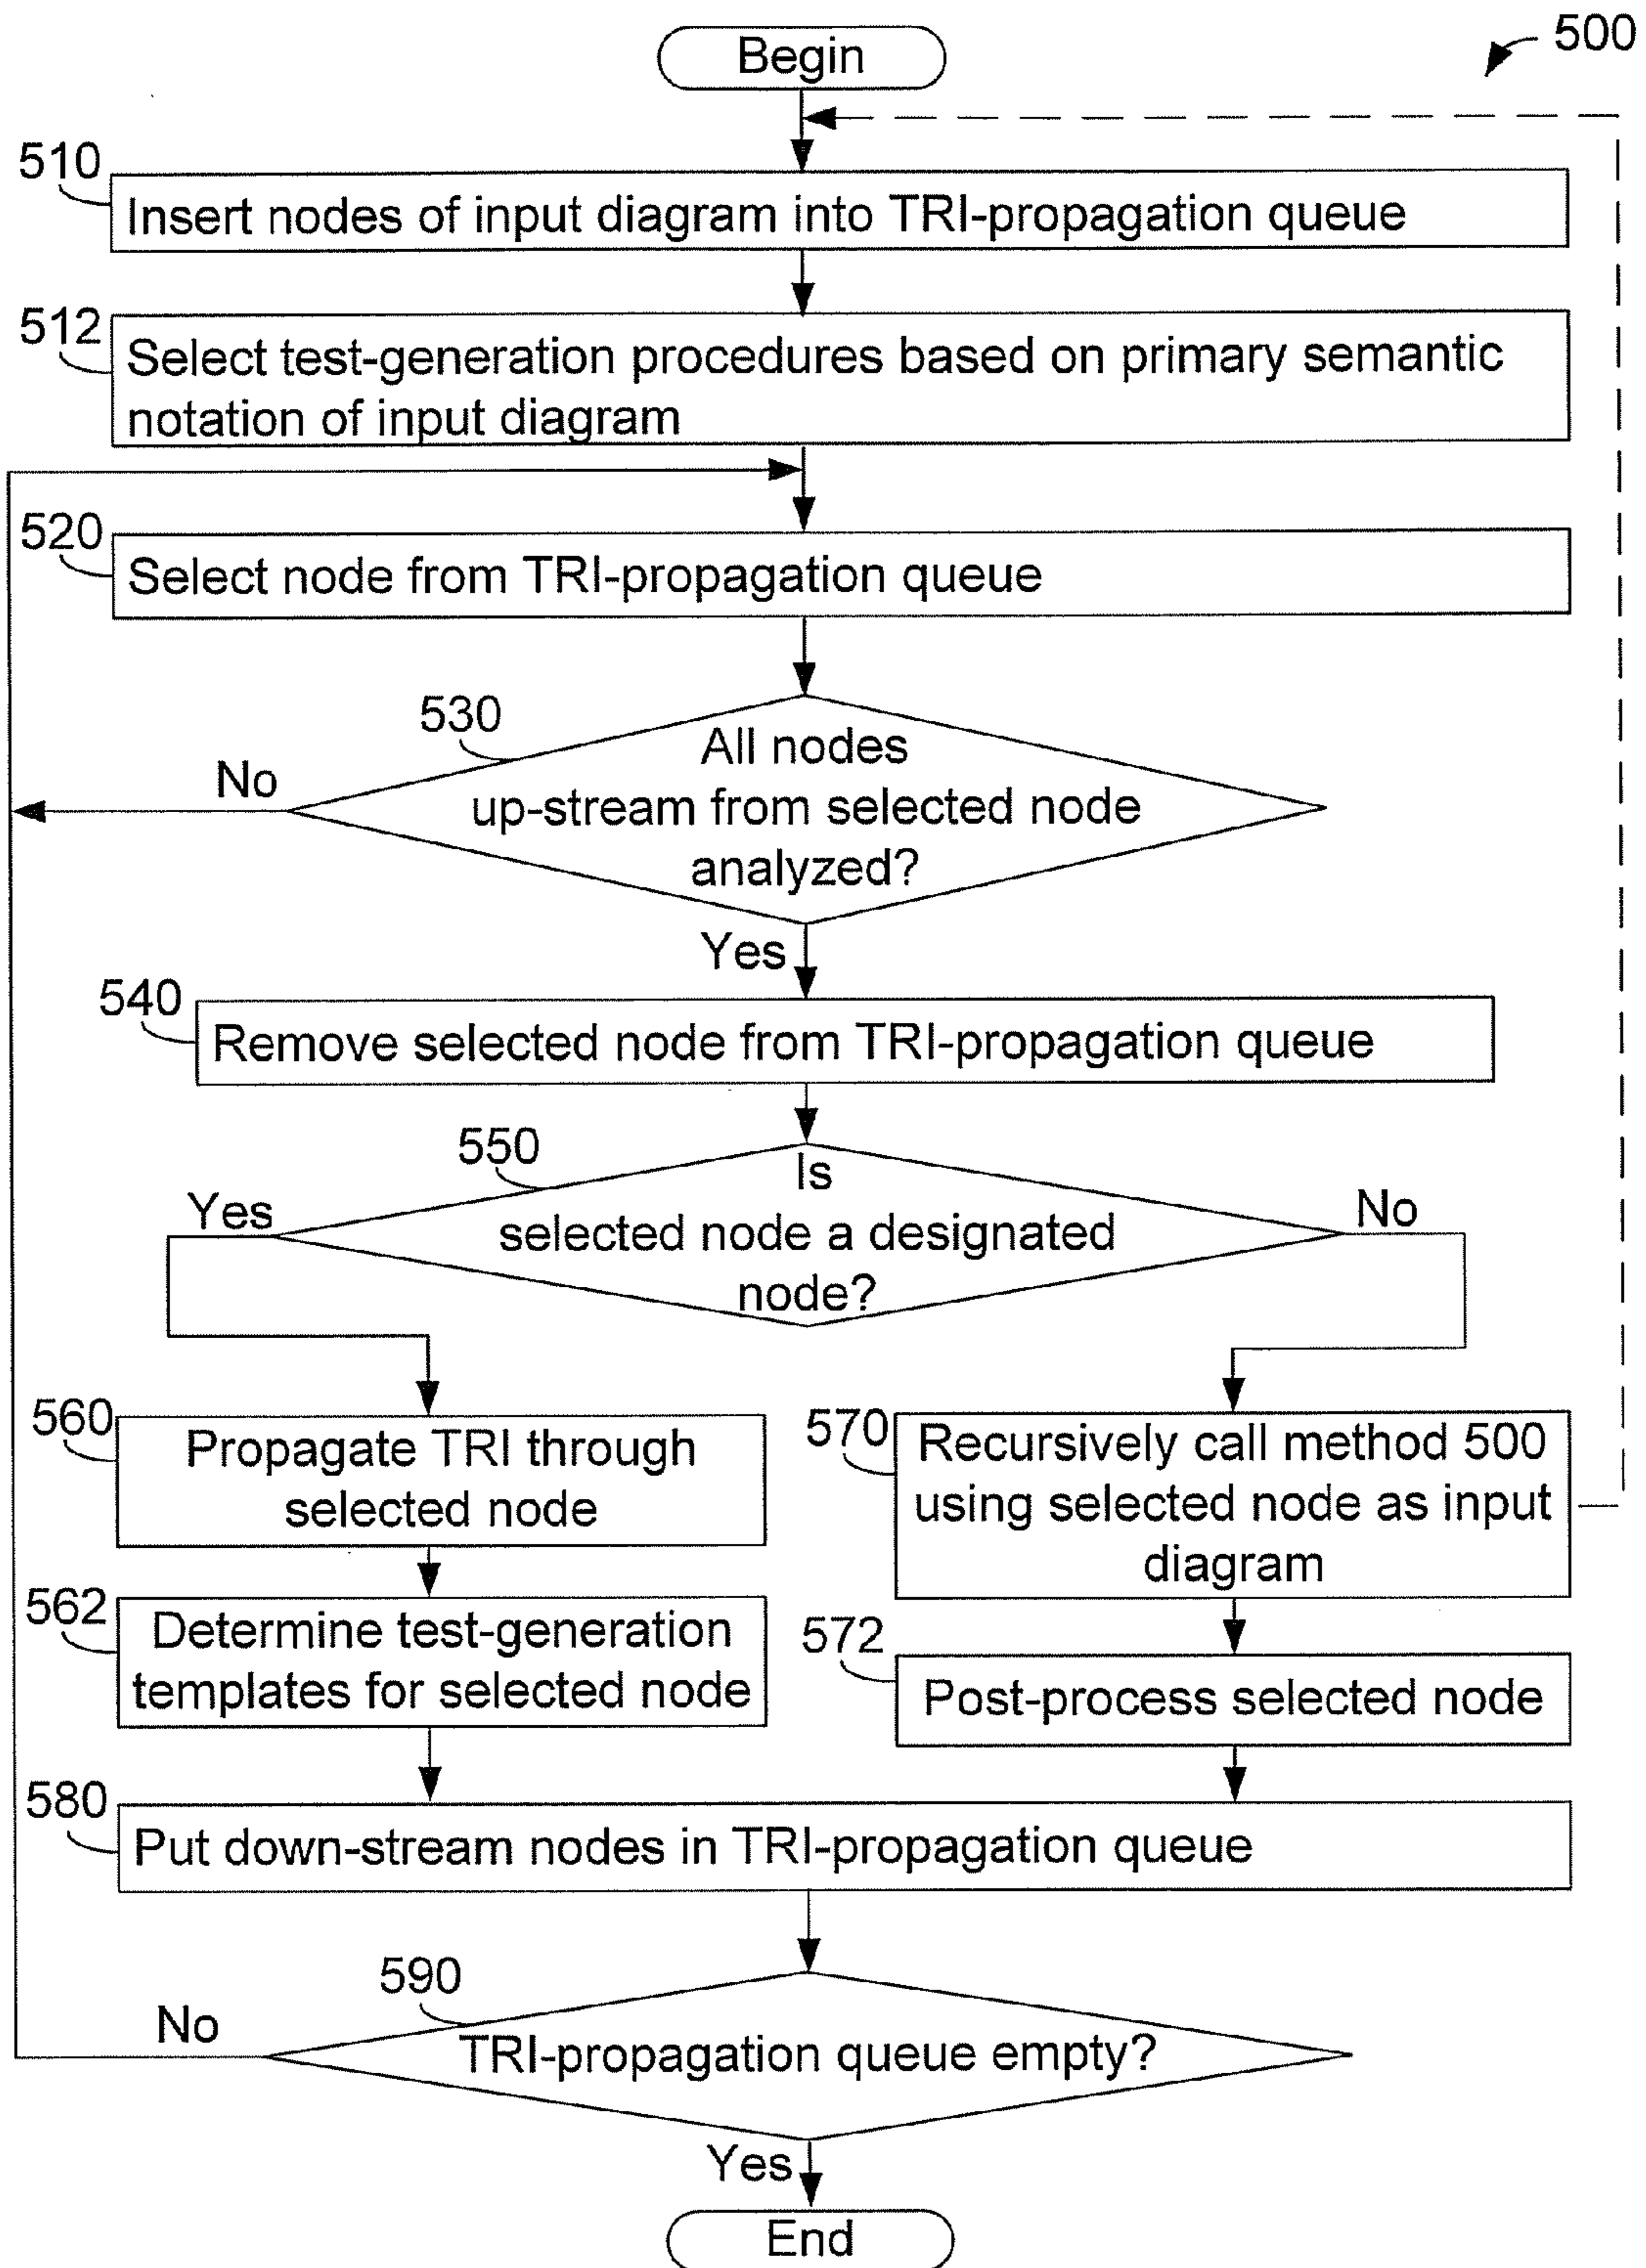 Begin
500
510
Insert nodes of input diagram into TRI-propagation queue
512
Select test-generation procedures based on primary semantic
notation of input diagram
520
Select node from TRI-propagation queue
530
All nodes
up-stream from selected node
analyzed?
No
Yes
540
Remove selected node from TRI-propagation queue
550
Is
selected node a designated
node?
Yes
No
560
Propagate TRI through
selected node
570
Recursively call method 500
using selected node as input
diagram
562
Determine test-generation
templates for selected node
572
Post-process selected node
580
Put down-stream nodes in TRI-propagation queue
590
TRI-propagation queue empty?
No
Yes
End